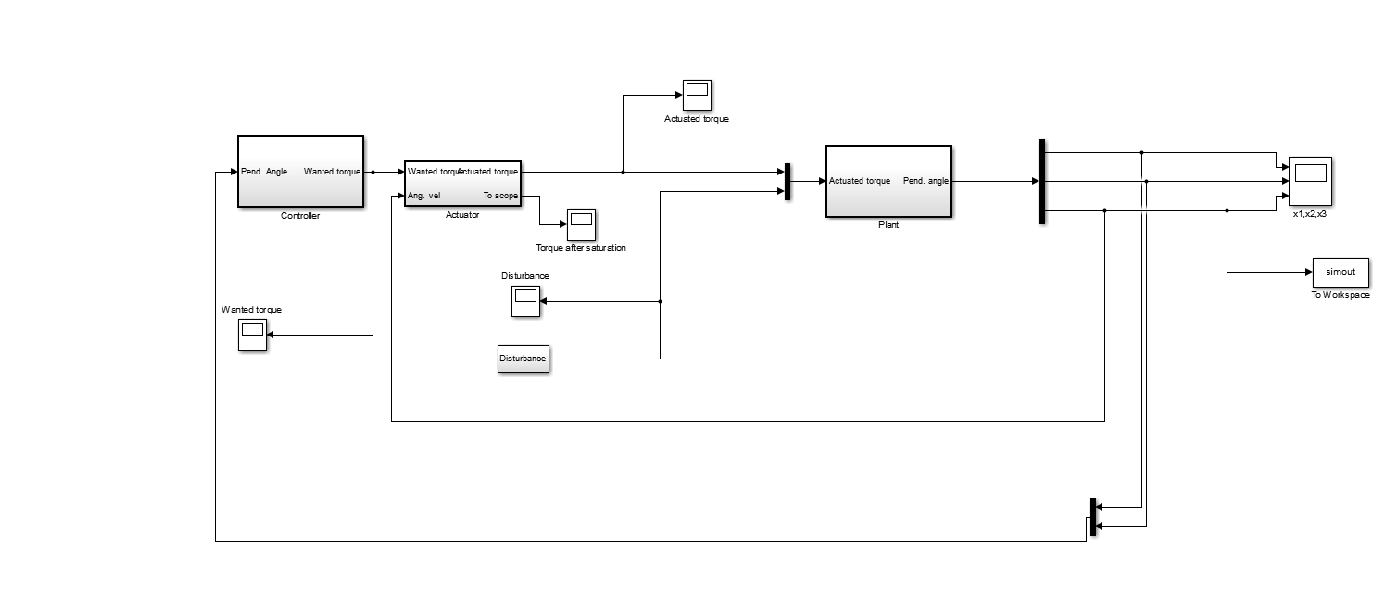 Actuated torque
Pend. Angle
Wanted torque
Controller
Wanted torque
Actuated torque
Ang. vel
To scope
Actuator
Torque after saturation
Actuated torque
Pend. angle
Plant
x1,x2,x3
Disturbance
simout
To Workspace
Wanted torque
Disturbance